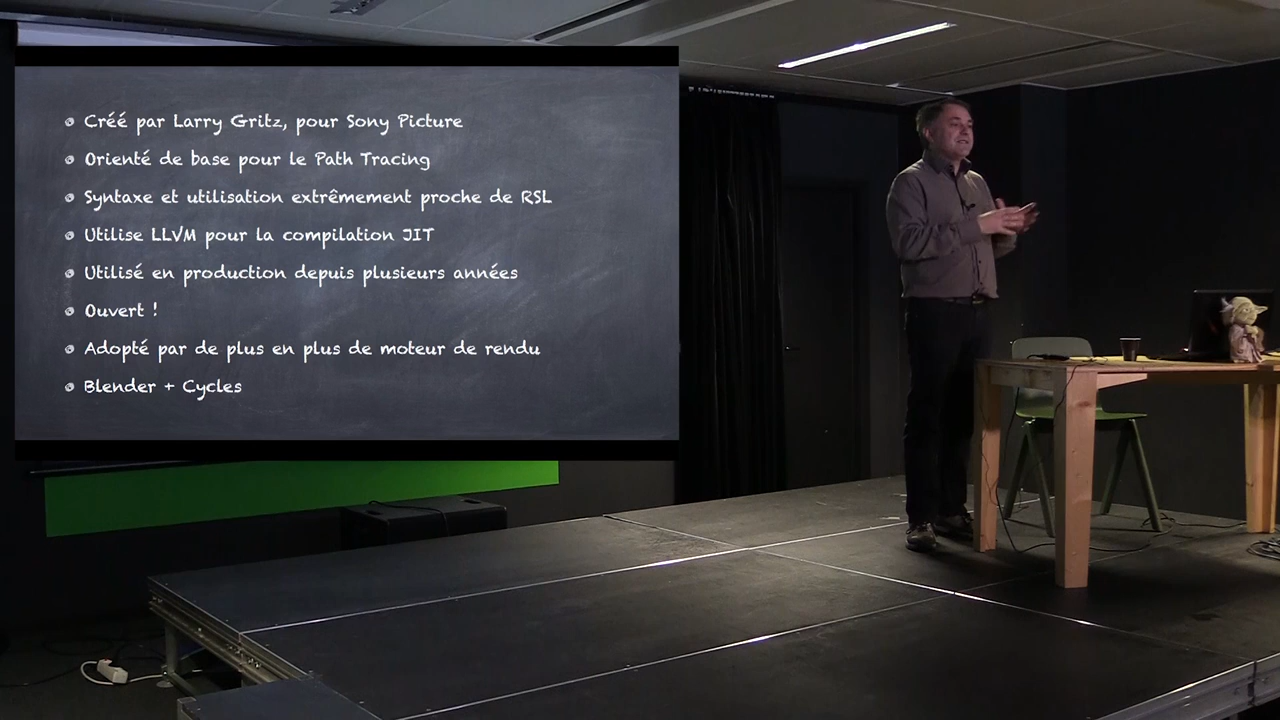 Créé par Larry Gritz, pour Sony Picture
Orienté de base pour le Path Tracing
Syntaxe et utilisation extrêmement proche de RSL
Utilise LLVM pour la compilation JIT
Utilisé en production depuis plusieurs années
Ouvert !
Adopté par de plus en plus de moteur de rendu
Blender + Cycles